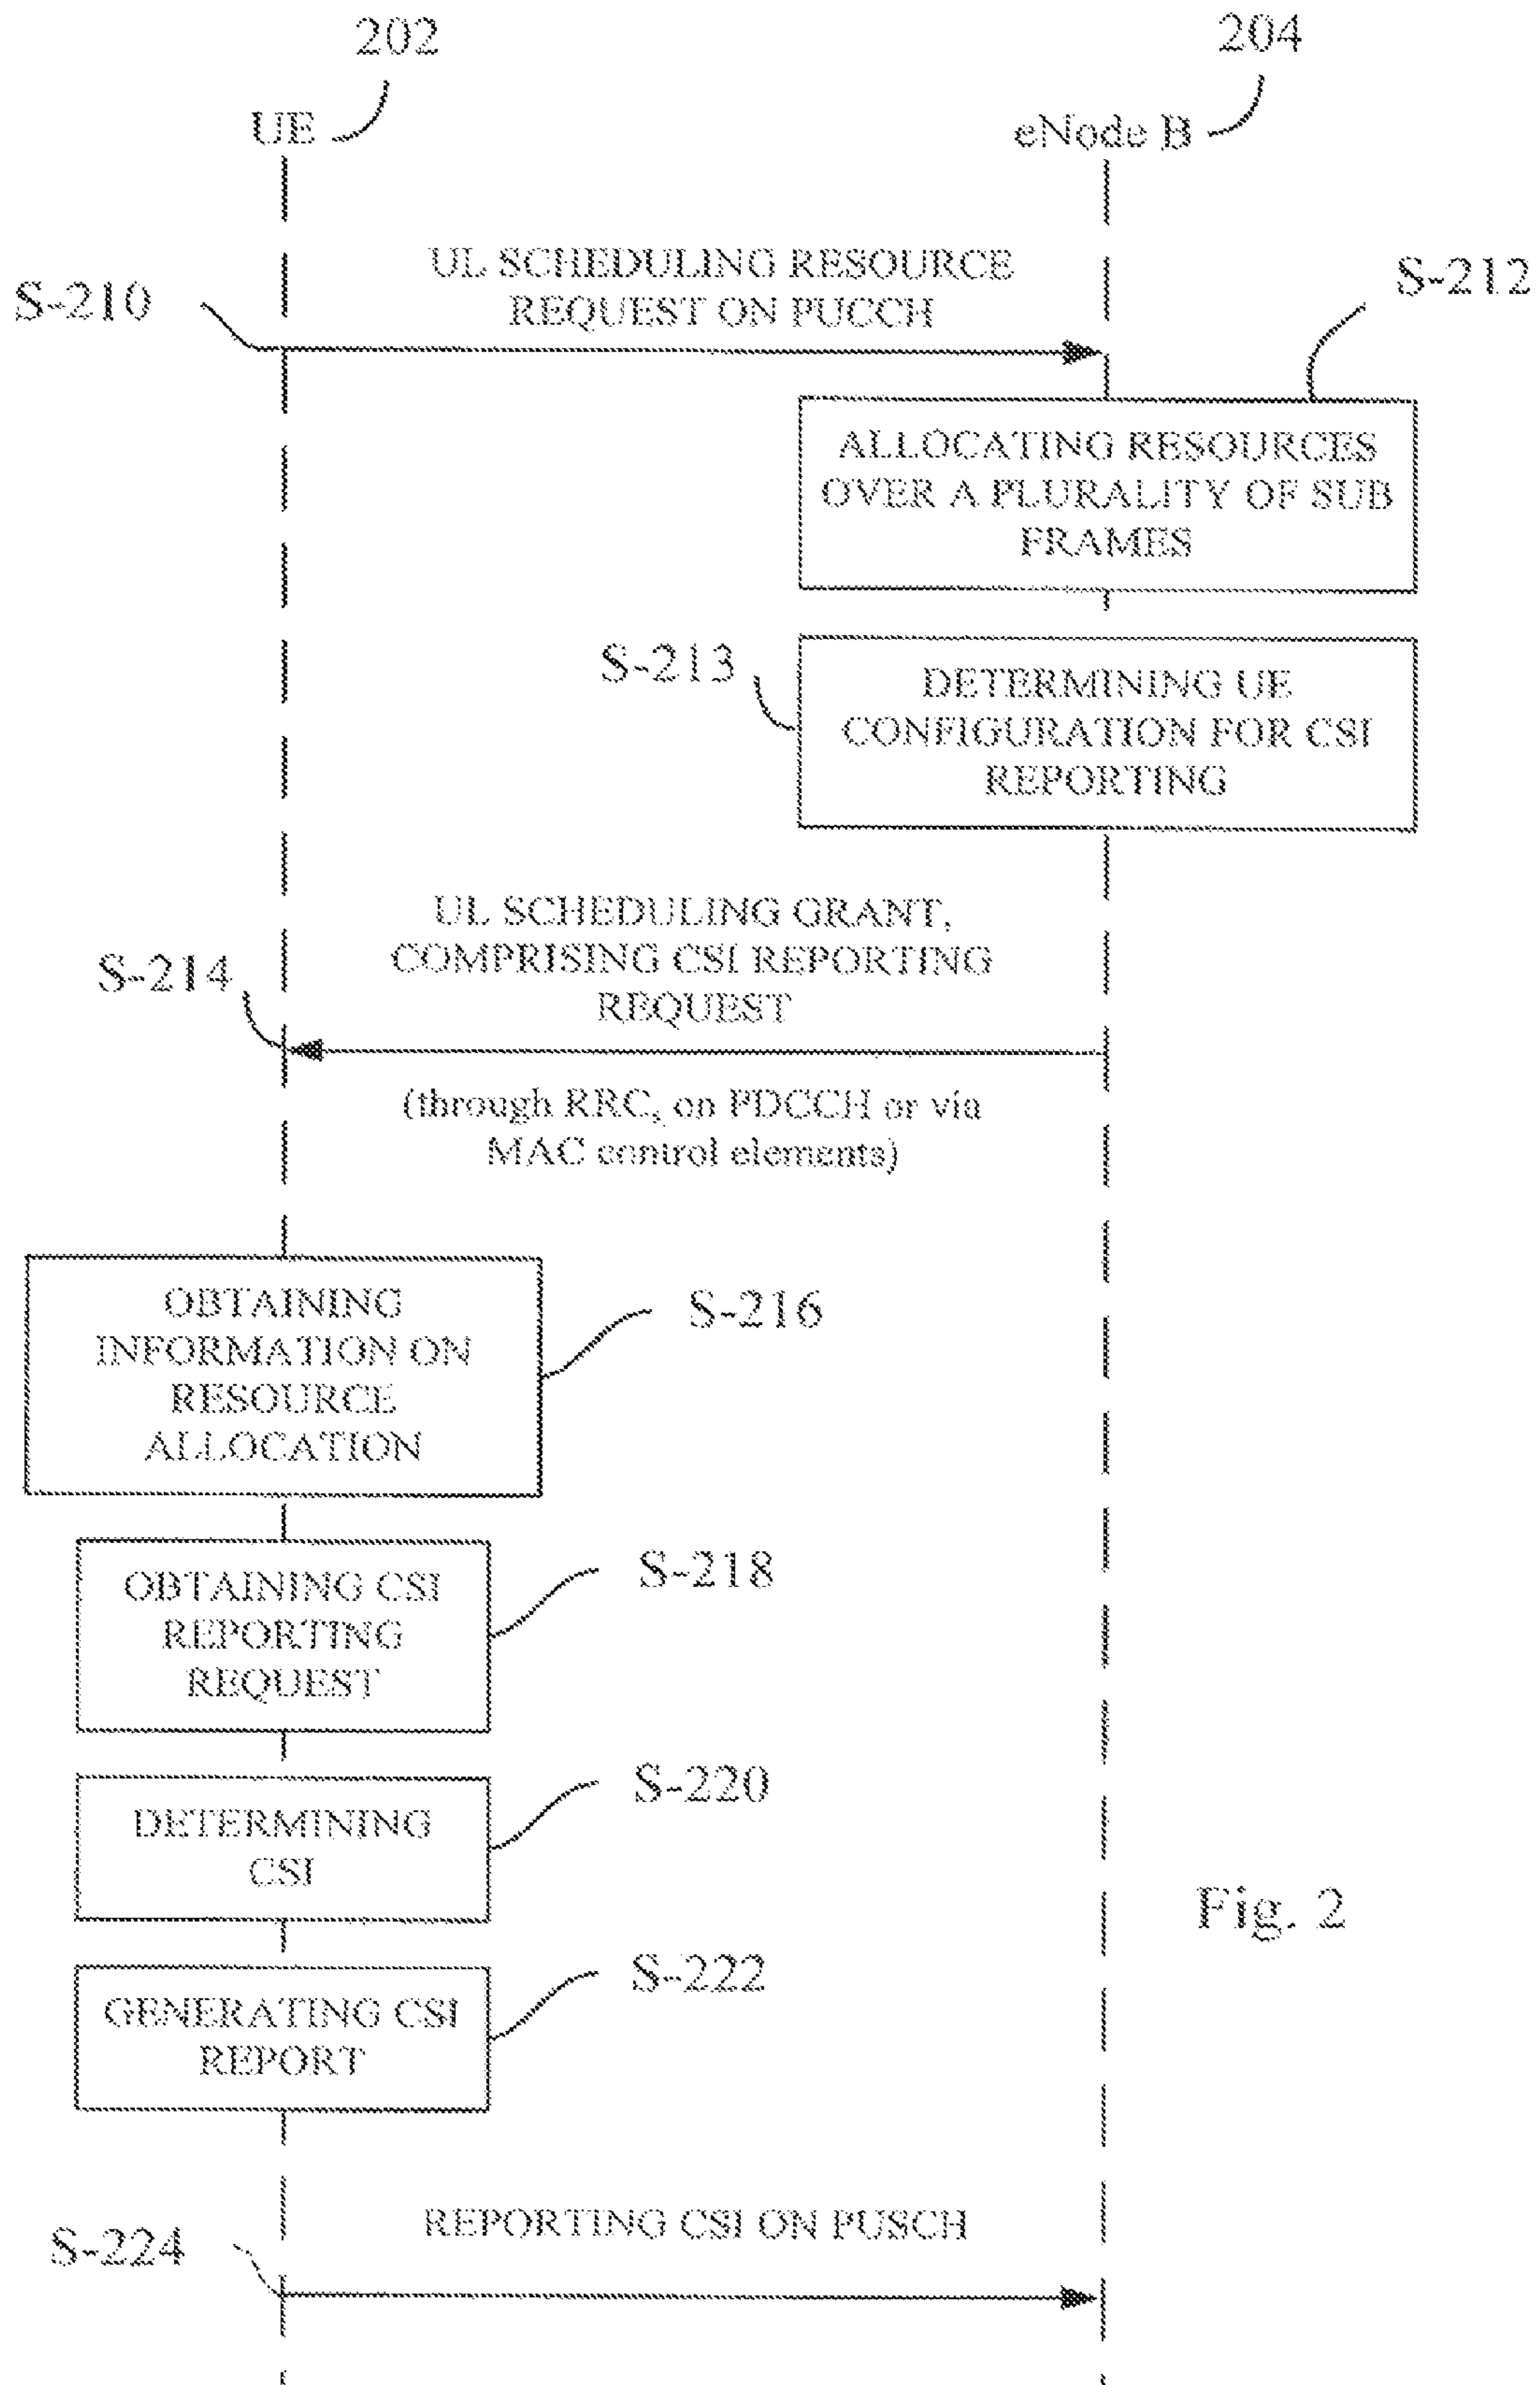 202
204
UE
eNode B
UL SCHEDULING RESOURCE
REQUEST ON PUCCH
S-210
S-212
ALLOCATING RESOURCES
OVER A PLURALITY OF SUB
FRAMES
S-213
DETERMINING UE
CONFIGURATION FOR CSI
REPORTING
UL SCHEDULING GRANT,
COMPRISING CSI REPORTING
REQUEST
S-214
(through RRC, on PDCCH or via
MAC control elements)
OBTAINING
INFORMATION ON
RESOURCE
ALLOCATION
S-216
OBTAINING CSI
REPORTING
REQUEST
S-218
DETERMINING
CSI
S-220
Fig. 2
GENERATING CSI
REPORT
S-222
REPORTING CSI ON PUSCH
S-224